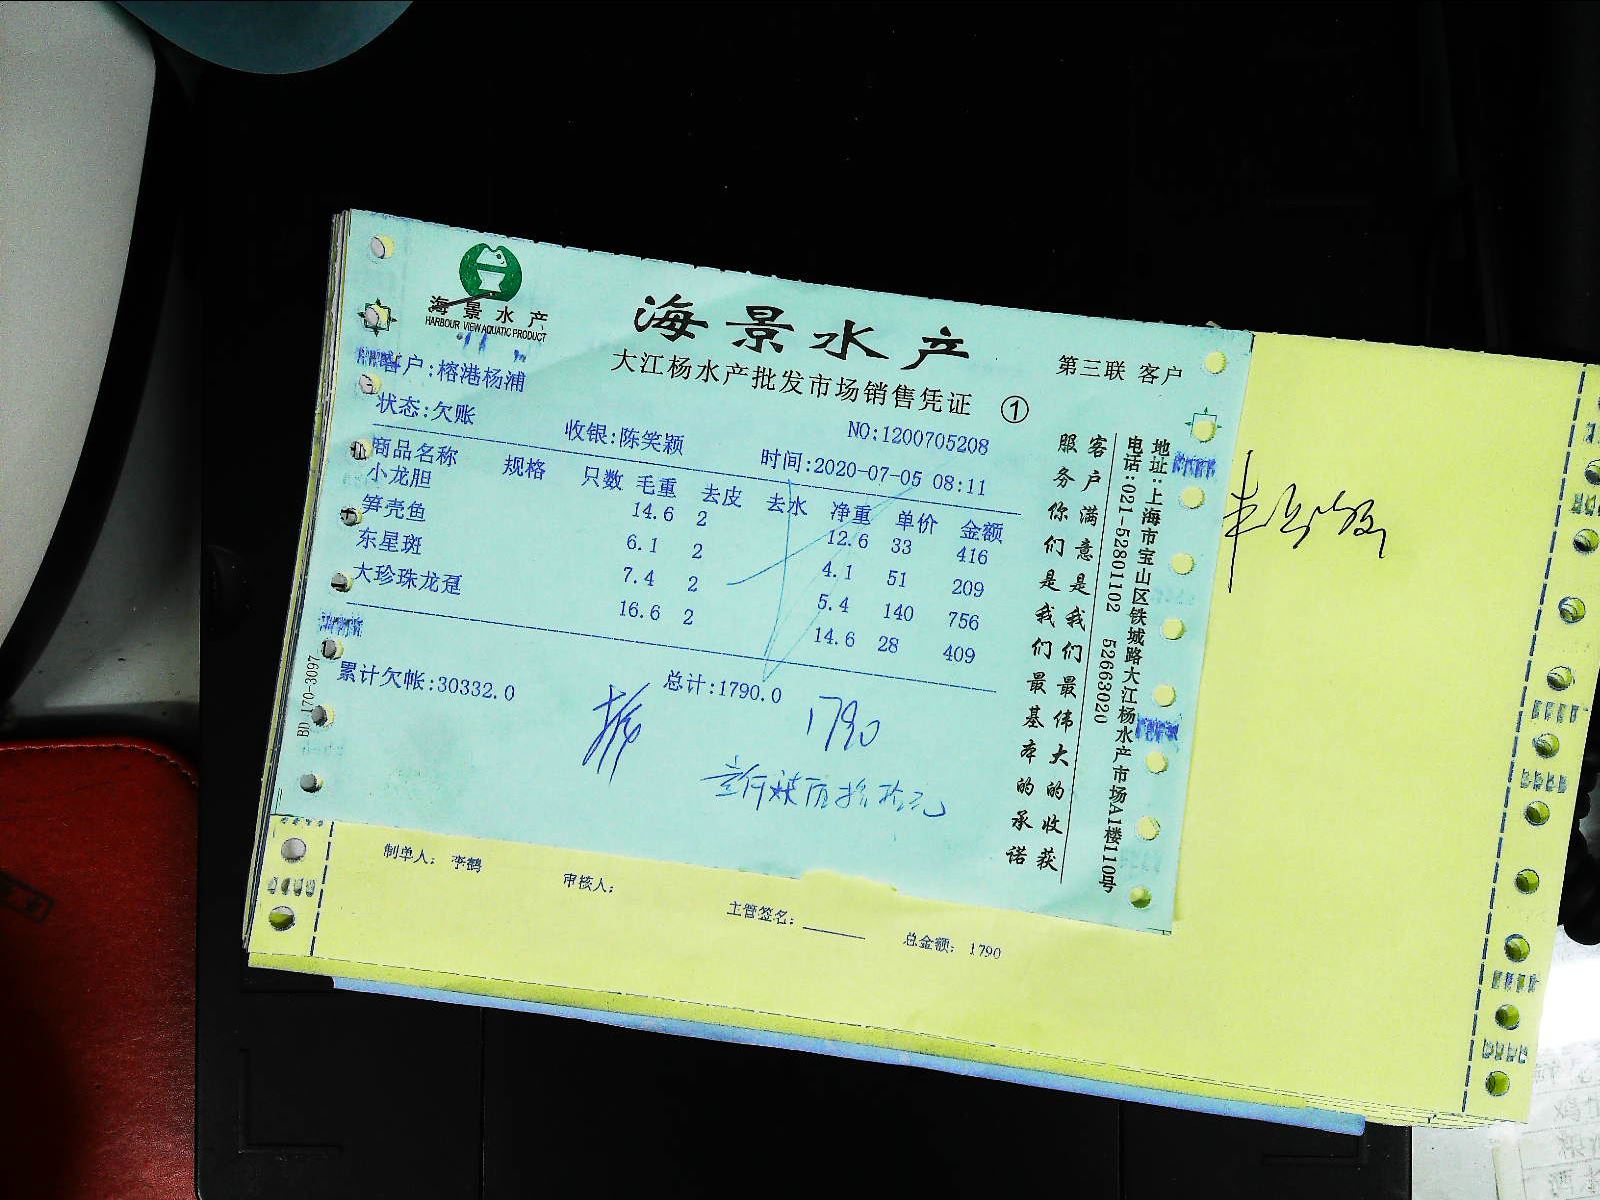 海景水产
HARBOUR VIEW AQUATIC PRODUCT
海景水产
大江杨水产批发市场销售凭证 ①
第三联 客户
客户:榕港杨浦
状态:欠账
收银:陈笑颖
NO:1200705208
时间:2020-07-05 08:11
商品名称 规格 只数 毛重 去皮 去水 净重 单价 金额
小龙胆 14.6 2 12.6 33 416
笋壳鱼 6.1 2 4.1 51 209
东星斑 7.4 2 5.4 140 756
大珍珠龙趸 16.6 2 14.6 28 409
累计欠帐:30332.0
总计:1790.0
1790
壹仟柒佰玖拾元
客户满意是我们最伟大的收获
服务你们是我们最基本的承诺
地址:上海市宝山区铁城路大江杨水产市场A1楼110号
电话:021-52801102 52663020
BD 170-3097
制单人: 李鹤
审核人:
主管签名:
总金额: 1790